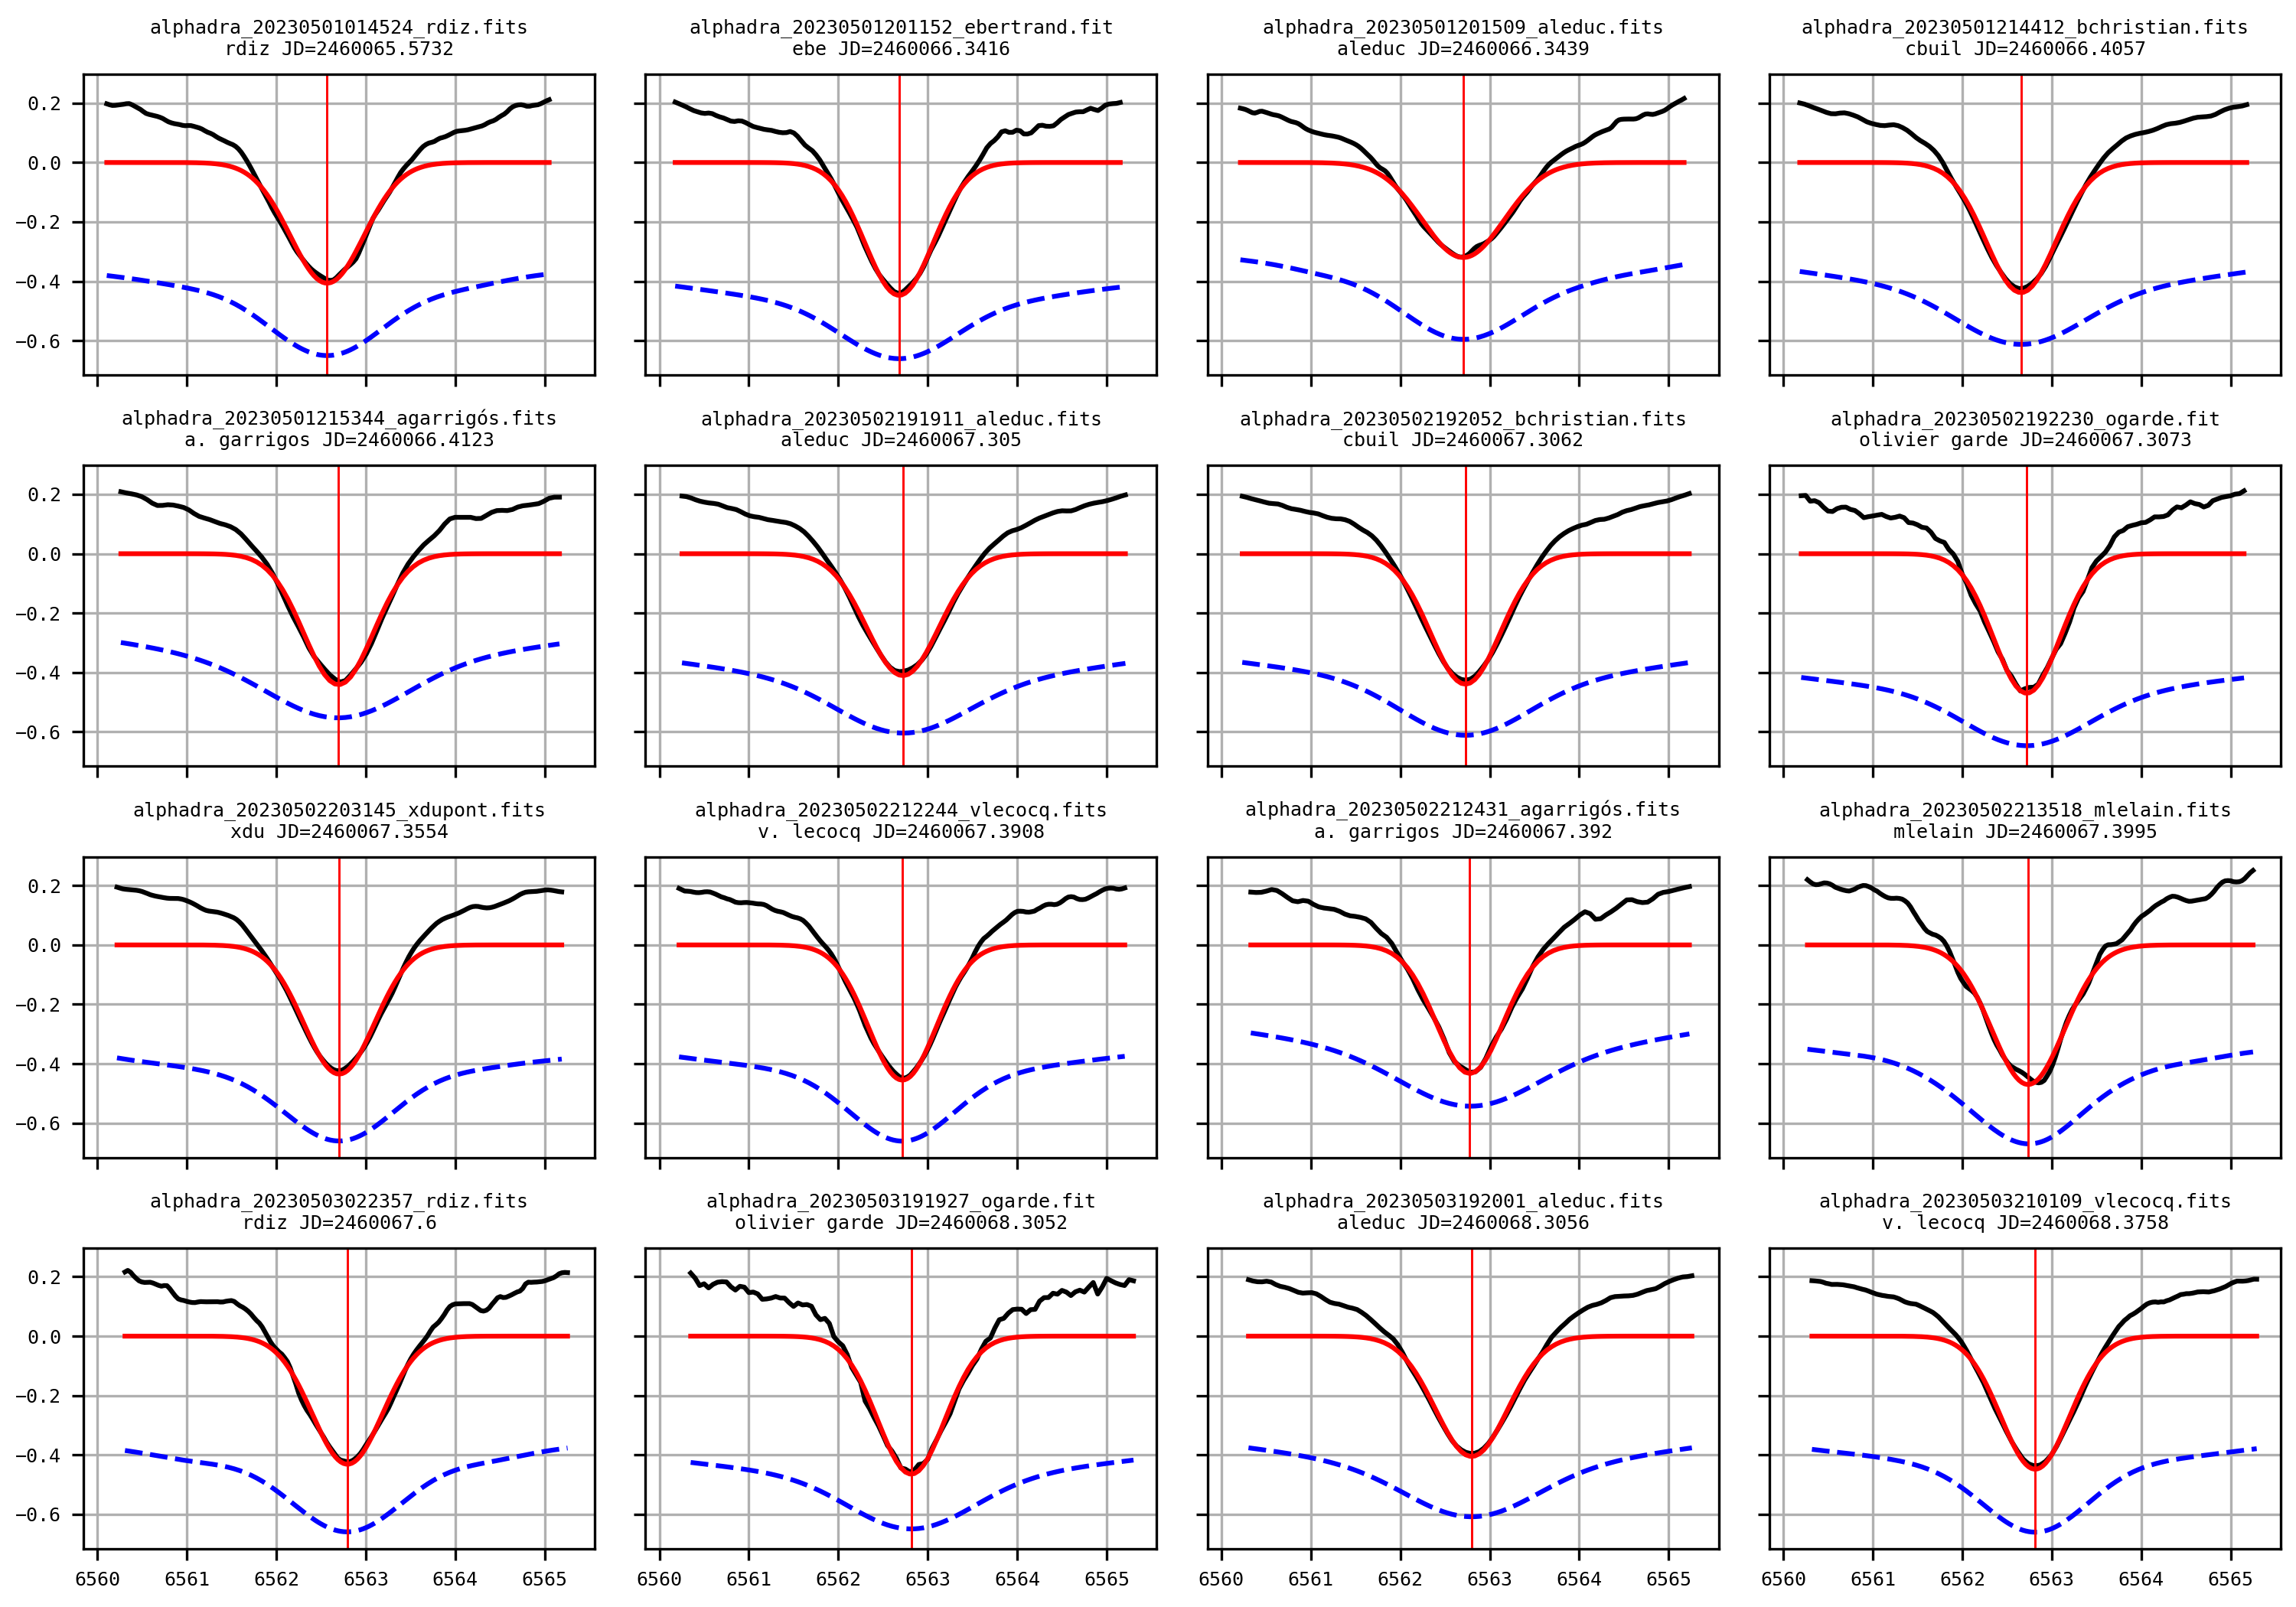 alphadra_20230501014524_rdiz.fits
rdiz JD=2460065.5732
alphadra_20230501201152_ebertrand.fit
ebe JD=2460066.3416
alphadra_20230501201509_aleduc.fits
aleduc JD=2460066.3439
alphadra_20230501214412_bchristian.fits
cbuil JD=2460066.4057
0.2
0.0
−0.2
−0.4
−0.6
alphadra_20230501215344_agarrigós.fits
a. garrigos JD=2460066.4123
alphadra_20230502191911_aleduc.fits
aleduc JD=2460067.305
alphadra_20230502192052_bchristian.fits
cbuil JD=2460067.3062
alphadra_20230502192230_ogarde.fit
olivier garde JD=2460067.3073
0.2
0.0
−0.2
−0.4
−0.6
alphadra_20230502203145_xdupont.fits
xdu JD=2460067.3554
alphadra_20230502212244_vlecocq.fits
v. lecocq JD=2460067.3908
alphadra_20230502212431_agarrigós.fits
a. garrigos JD=2460067.392
alphadra_20230502213518_mlelain.fits
mlelain JD=2460067.3995
0.2
0.0
−0.2
−0.4
−0.6
alphadra_20230503022357_rdiz.fits
rdiz JD=2460067.6
alphadra_20230503191927_ogarde.fit
olivier garde JD=2460068.3052
alphadra_20230503192001_aleduc.fits
aleduc JD=2460068.3056
alphadra_20230503210109_vlecocq.fits
v. lecocq JD=2460068.3758
0.2
0.0
−0.2
−0.4
−0.6
6560 6561 6562 6563 6564 6565
6560 6561 6562 6563 6564 6565
6560 6561 6562 6563 6564 6565
6560 6561 6562 6563 6564 6565